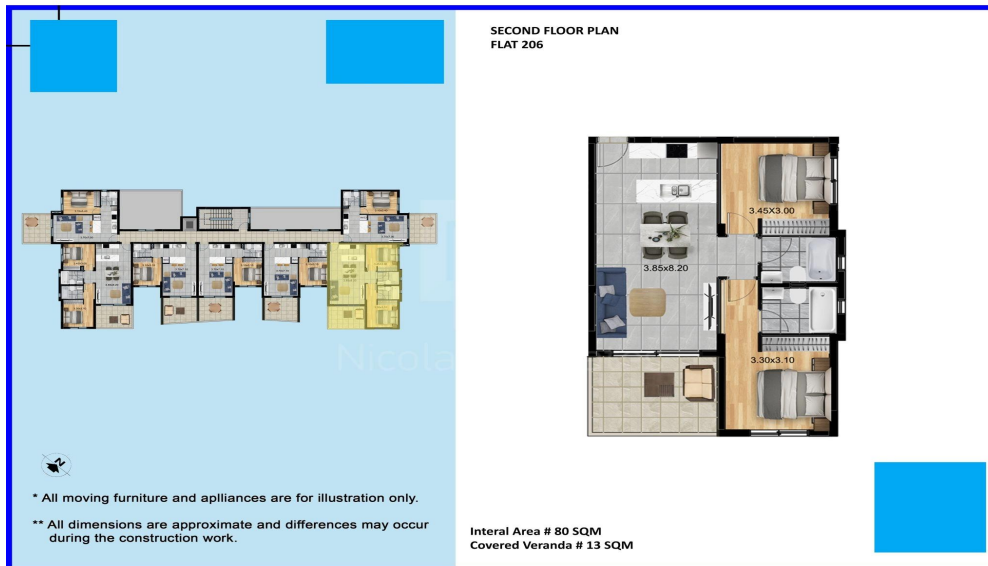 SECOND FLOOR PLAN
FLAT 206
3.45X3.00
3.85x8.20
3.30x3.10
Nicola
N
* All moving furniture and aplliances are for illustration only.
** All dimensions are approximate and differences may occur
during the construction work.
Interal Area # 80 SQM
Covered Veranda # 13 SQM